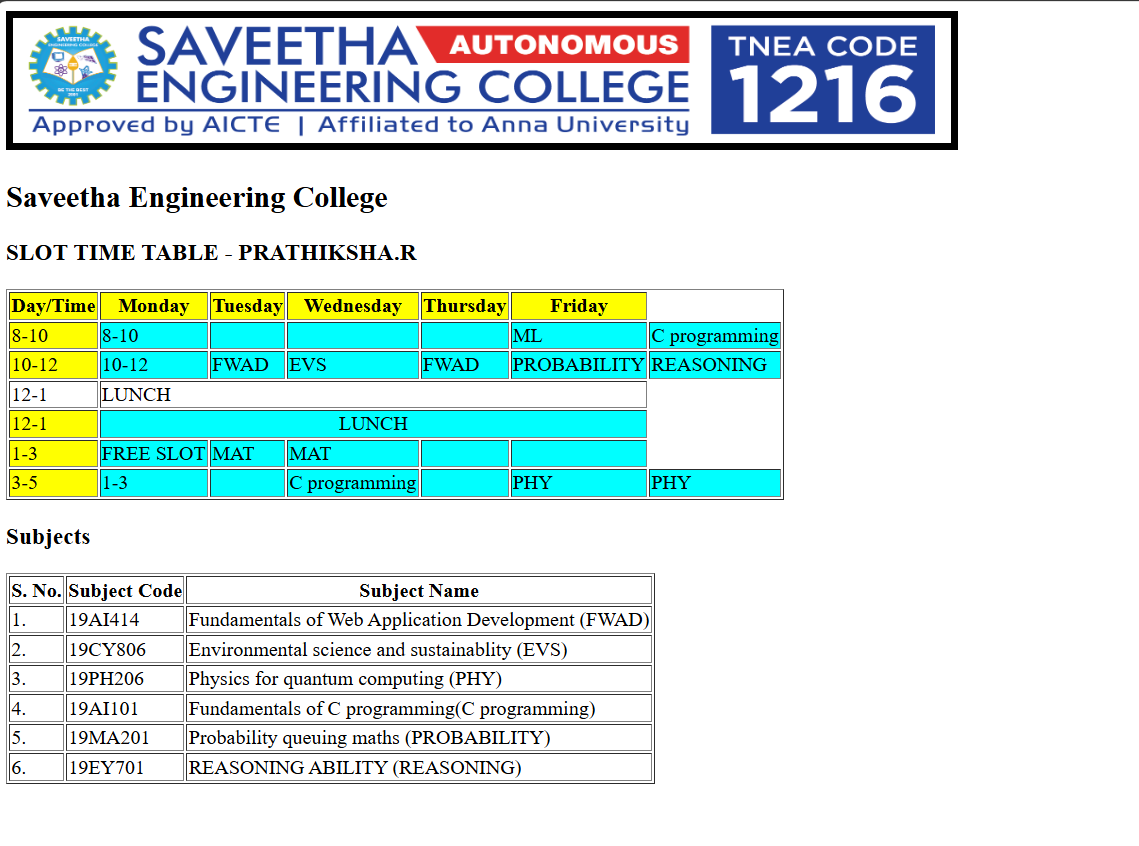 SAVEETHA AUTONOMOUS
ENGINEERING COLLEGE
Approved by AICTE | Affiliated to Anna University
TNEA CODE
1216
SAVEETHA
ENGINEERING COLLEGE
BE THE BEST
Saveetha Engineering College
SLOT TIME TABLE - PRATHIKSHA.R
Day/Time Monday Tuesday Wednesday Thursday Friday
8-10 8-10 ML C programming
10-12 10-12 FWAD EVS FWAD PROBABILITY REASONING
12-1 LUNCH
12-1 LUNCH
1-3 FREE SLOT MAT MAT
3-5 1-3 C programming PHY PHY
Subjects
S. No. Subject Code Subject Name
1. 19AI414 Fundamentals of Web Application Development (FWAD)
2. 19CY806 Environmental science and sustainablity (EVS)
3. 19PH206 Physics for quantum computing (PHY)
4. 19AI101 Fundamentals of C programming(C programming)
5. 19MA201 Probability queuing maths (PROBABILITY)
6. 19EY701 REASONING ABILITY (REASONING)